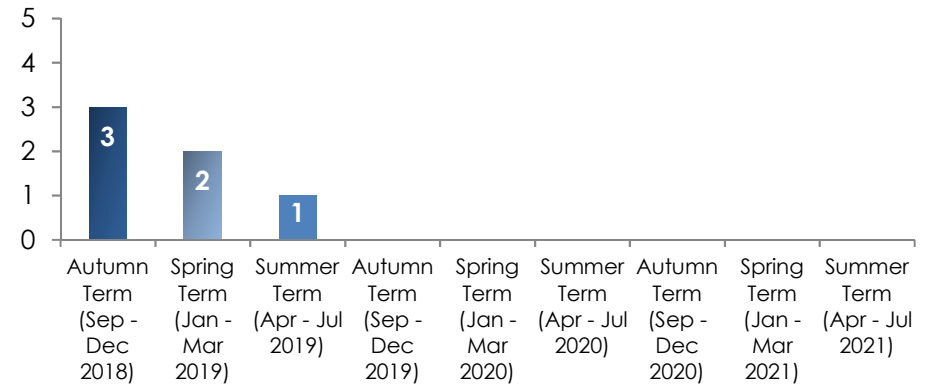 5
4
3
2
1
0
3
2
1
Autumn Term (Sep - Dec 2018)
Spring Term (Jan - Mar 2019)
Summer Term (Apr - Jul 2019)
Autumn Term (Sep - Dec 2019)
Spring Term (Jan - Mar 2020)
Summer Term (Apr - Jul 2020)
Autumn Term (Sep - Dec 2020)
Spring Term (Jan - Mar 2021)
Summer Term (Apr - Jul 2021)